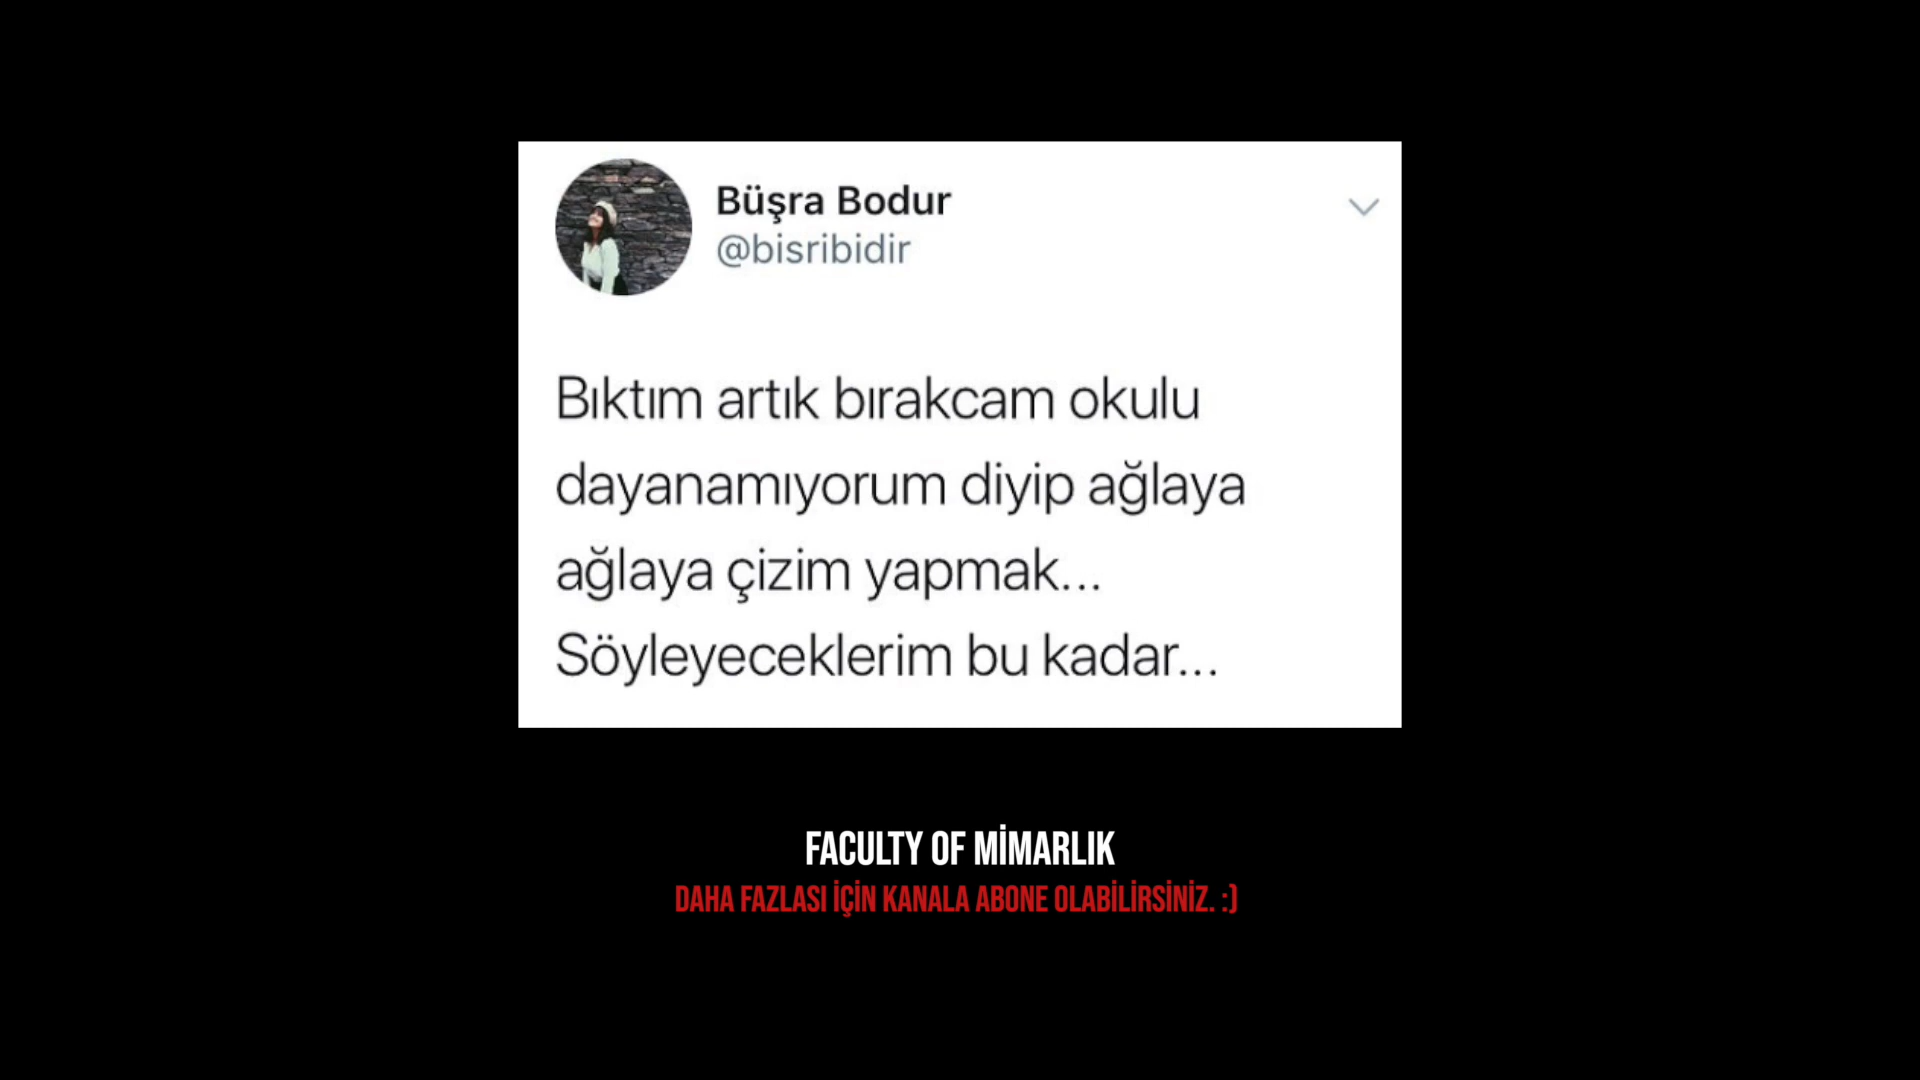 Büşra Bodur
@bisribidir
Bıktım artık bırakcam okulu
dayanamıyorum diyip ağlaya
ağlaya çizim yapmak...
Söyleyeceklerim bu kadar...
FACULTY OF MİMARLIK
DAHA FAZLASI İÇİN KANALA ABONE OLABİLİRSİNİZ. :)